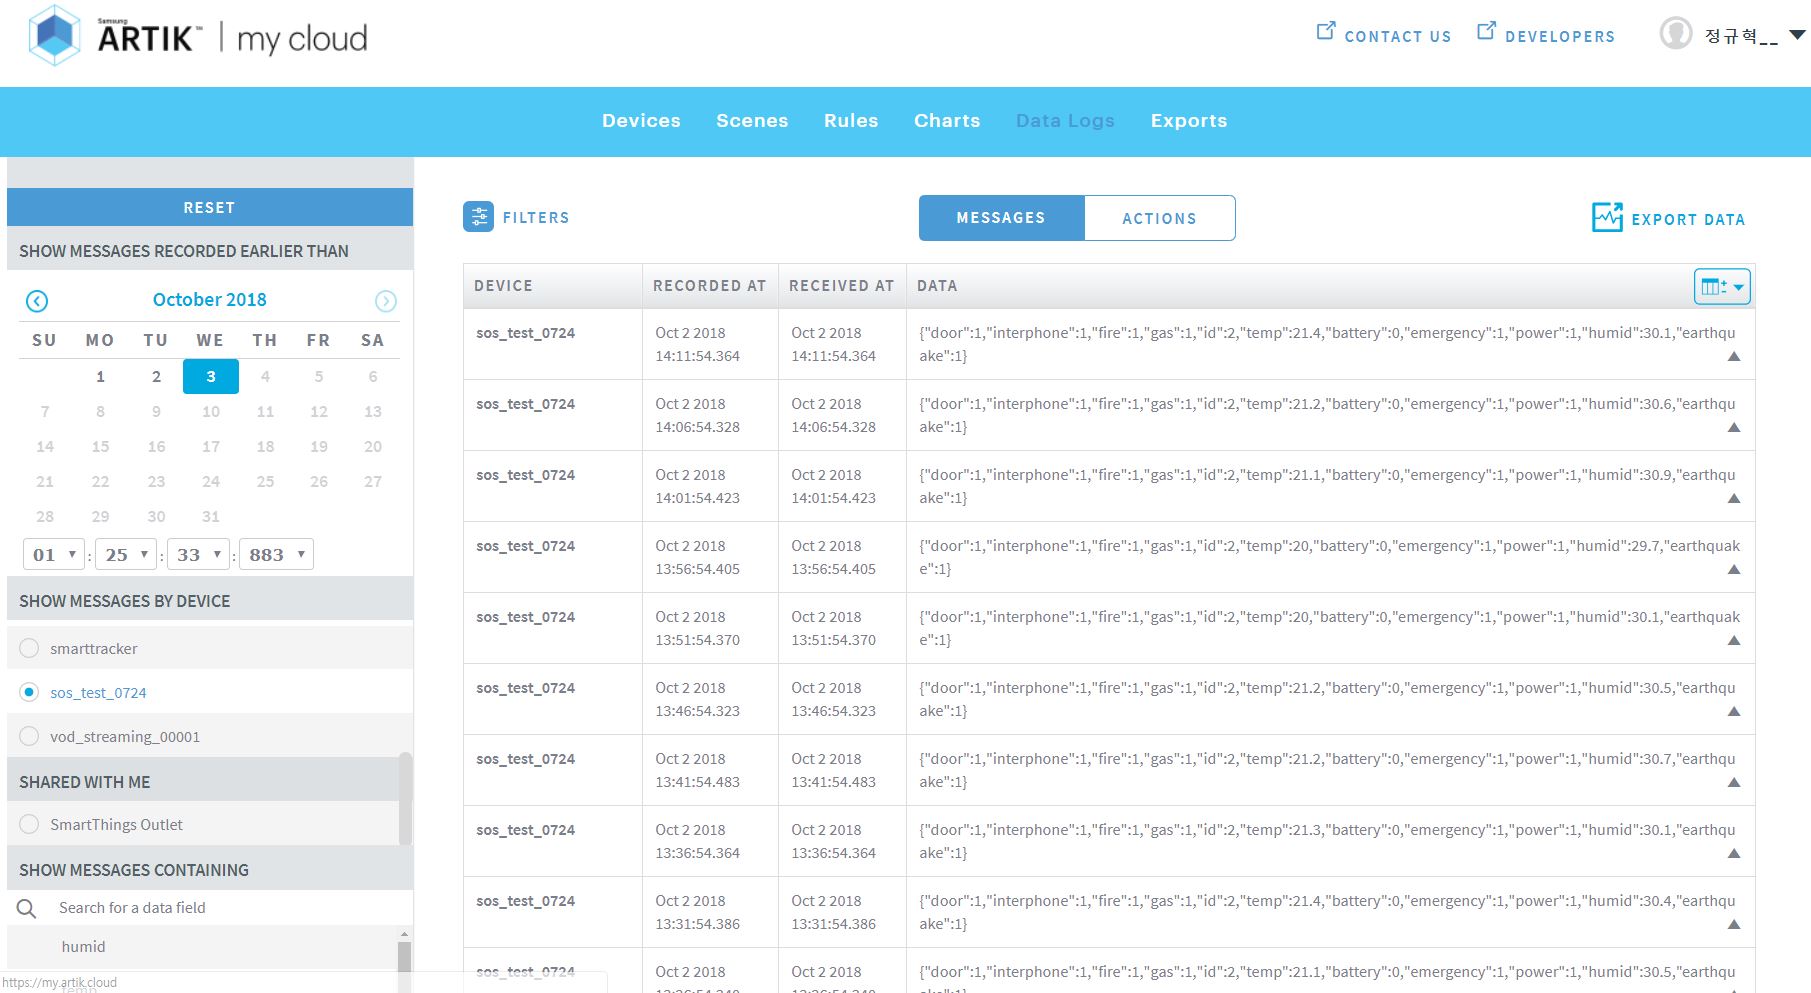 Samsung
ARTIK™ | my cloud
CONTACT US
DEVELOPERS
정규혁__
Devices Scenes Rules Charts Data Logs Exports
RESET
SHOW MESSAGES RECORDED EARLIER THAN
October 2018
SU MO TU WE TH FR SA
1 2 3 4 5 6
7 8 9 10 11 12 13
14 15 16 17 18 19 20
21 22 23 24 25 26 27
28 29 30 31
01 : 25 : 33 : 883
SHOW MESSAGES BY DEVICE
smarttracker
sos_test_0724
vod_streaming_00001
SHARED WITH ME
SmartThings Outlet
SHOW MESSAGES CONTAINING
Search for a data field
humid
temp
https://my.artik.cloud
FILTERS
MESSAGES
ACTIONS
EXPORT DATA
DEVICE RECORDED AT RECEIVED AT DATA
sos_test_0724 Oct 2 2018 Oct 2 2018 {"door":1,"interphone":1,"fire":1,"gas":1,"id":2,"temp":21.4,"battery":0,"emergency":1,"power":1,"humid":30.1,"earthqu
14:11:54.364 14:11:54.364 ake":1}
sos_test_0724 Oct 2 2018 Oct 2 2018 {"door":1,"interphone":1,"fire":1,"gas":1,"id":2,"temp":21.2,"battery":0,"emergency":1,"power":1,"humid":30.6,"earthqu
14:06:54.328 14:06:54.328 ake":1}
sos_test_0724 Oct 2 2018 Oct 2 2018 {"door":1,"interphone":1,"fire":1,"gas":1,"id":2,"temp":21.1,"battery":0,"emergency":1,"power":1,"humid":30.9,"earthqu
14:01:54.423 14:01:54.423 ake":1}
sos_test_0724 Oct 2 2018 Oct 2 2018 {"door":1,"interphone":1,"fire":1,"gas":1,"id":2,"temp":20,"battery":0,"emergency":1,"power":1,"humid":29.7,"earthquak
13:56:54.405 13:56:54.405 e":1}
sos_test_0724 Oct 2 2018 Oct 2 2018 {"door":1,"interphone":1,"fire":1,"gas":1,"id":2,"temp":20,"battery":0,"emergency":1,"power":1,"humid":30.1,"earthquak
13:51:54.370 13:51:54.370 e":1}
sos_test_0724 Oct 2 2018 Oct 2 2018 {"door":1,"interphone":1,"fire":1,"gas":1,"id":2,"temp":21.2,"battery":0,"emergency":1,"power":1,"humid":30.5,"earthqu
13:46:54.323 13:46:54.323 ake":1}
sos_test_0724 Oct 2 2018 Oct 2 2018 {"door":1,"interphone":1,"fire":1,"gas":1,"id":2,"temp":21.2,"battery":0,"emergency":1,"power":1,"humid":30.7,"earthqu
13:41:54.483 13:41:54.483 ake":1}
sos_test_0724 Oct 2 2018 Oct 2 2018 {"door":1,"interphone":1,"fire":1,"gas":1,"id":2,"temp":21.3,"battery":0,"emergency":1,"power":1,"humid":30.1,"earthqu
13:36:54.364 13:36:54.364 ake":1}
sos_test_0724 Oct 2 2018 Oct 2 2018 {"door":1,"interphone":1,"fire":1,"gas":1,"id":2,"temp":21.4,"battery":0,"emergency":1,"power":1,"humid":30.4,"earthqu
13:31:54.386 13:31:54.386 ake":1}
sos_test_0724 Oct 2 2018 Oct 2 2018 {"door":1,"interphone":1,"fire":1,"gas":1,"id":2,"temp":21.1,"battery":0,"emergency":1,"power":1,"humid":30.5,"earthqu